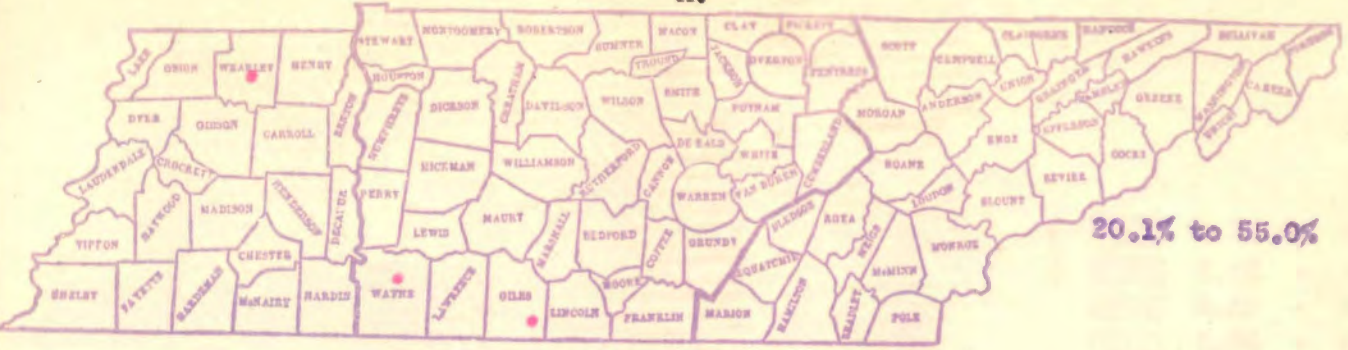 STEWART MONTGOMERY ROBERTSON SUMNER MACON CLAY PICKETT
LAKE OBION WEAKLEY HENRY HOUSTON TROUSDALE JACKSON OVERTON FENTRESS SCOTT CAMPBELL CLAIBORNE HANCOCK HAWKINS SULLIVAN JOHNSON
DYER GIBSON CARROLL BENTON HUMPHREYS DICKSON CHEATHAM DAVIDSON WILSON SMITH PUTNAM MORGAN ANDERSON UNION GRAINGER HAMBLEN GREENE WASHINGTON UNICOI CARTER
LAUDERDALE CROCKETT HICKMAN WILLIAMSON RUTHERFORD CANNON DE KALB WHITE CUMBERLAND ROANE KNOX JEFFERSON COCKE
TIPTON HAYWOOD MADISON HENDERSON DECATUR PERRY LEWIS MAURY MARSHALL BEDFORD COFFEE WARREN VAN BUREN BLEDSOE RHEA MEIGS LOUDON BLOUNT SEVIER
CHESTER GRUNDY SEQUATCHIE McMINN MONROE
20.1% to 55.0%
SHELBY FAYETTE HARDEMAN McNAIRY HARDIN WAYNE LAWRENCE GILES LINCOLN MOORE FRANKLIN MARION HAMILTON BRADLEY POLK